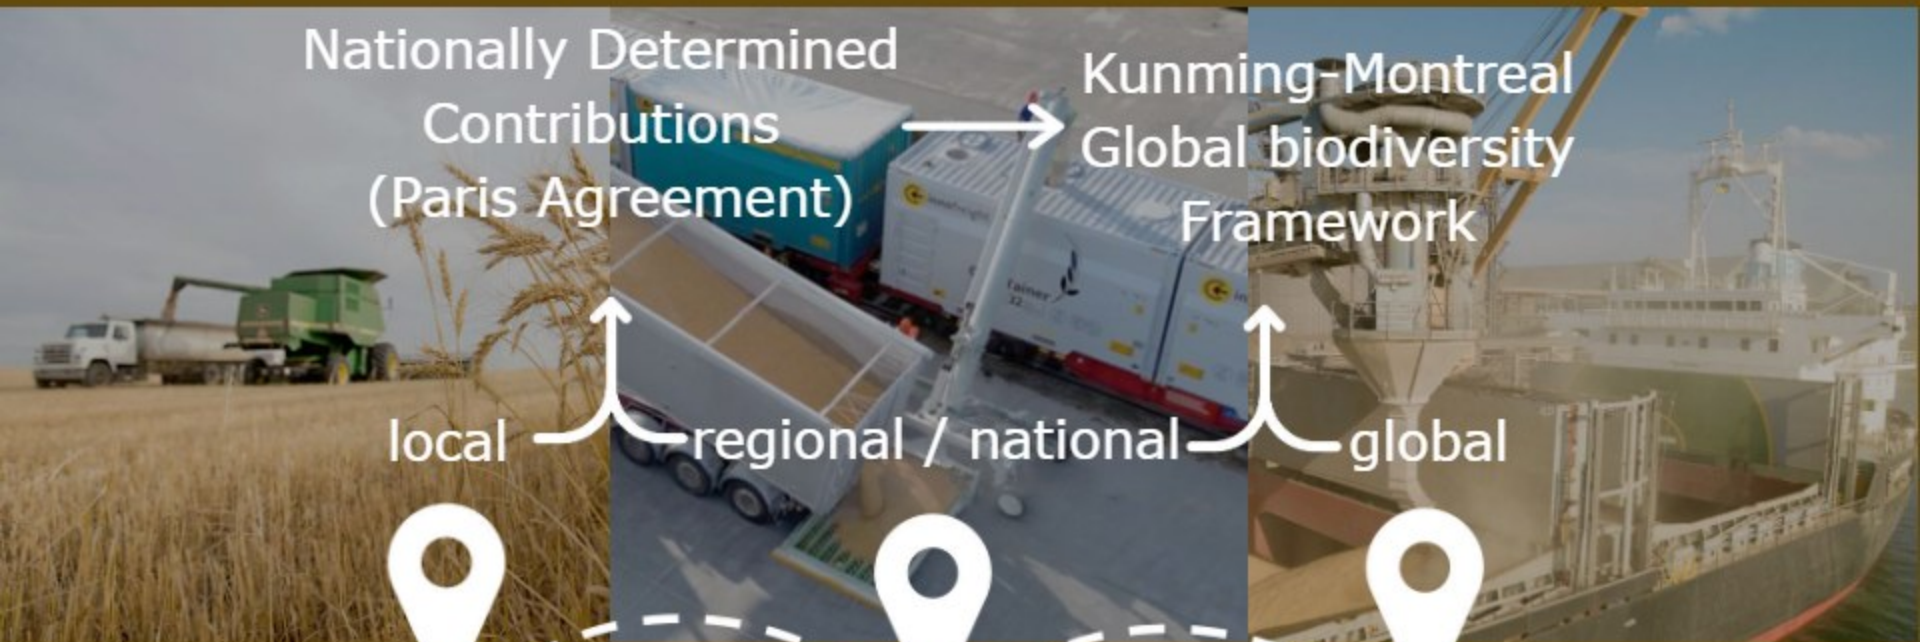 Nationally Determined
Contributions
(Paris Agreement)
Kunming-Montreal
Global biodiversity
Framework
local
regional / national
global